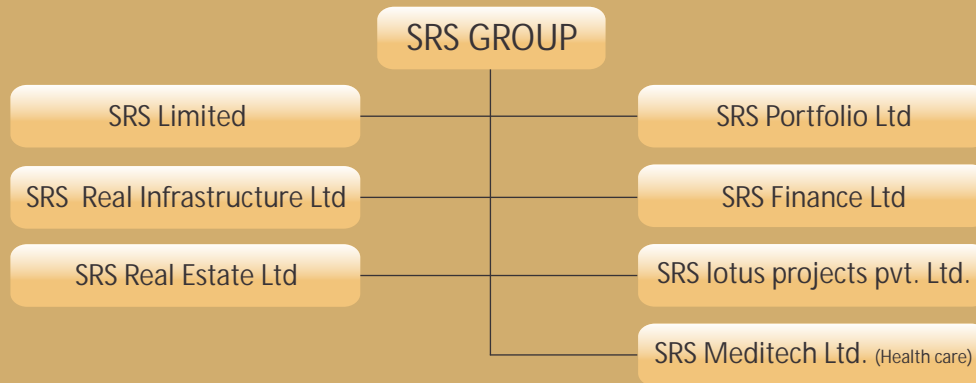 SRS GROUP
SRS Limited
SRS Portfolio Ltd
SRS Real Infrastructure Ltd
SRS Finance Ltd
SRS Real Estate Ltd
SRS lotus projects pvt. Ltd.
SRS Meditech Ltd. (Health care)